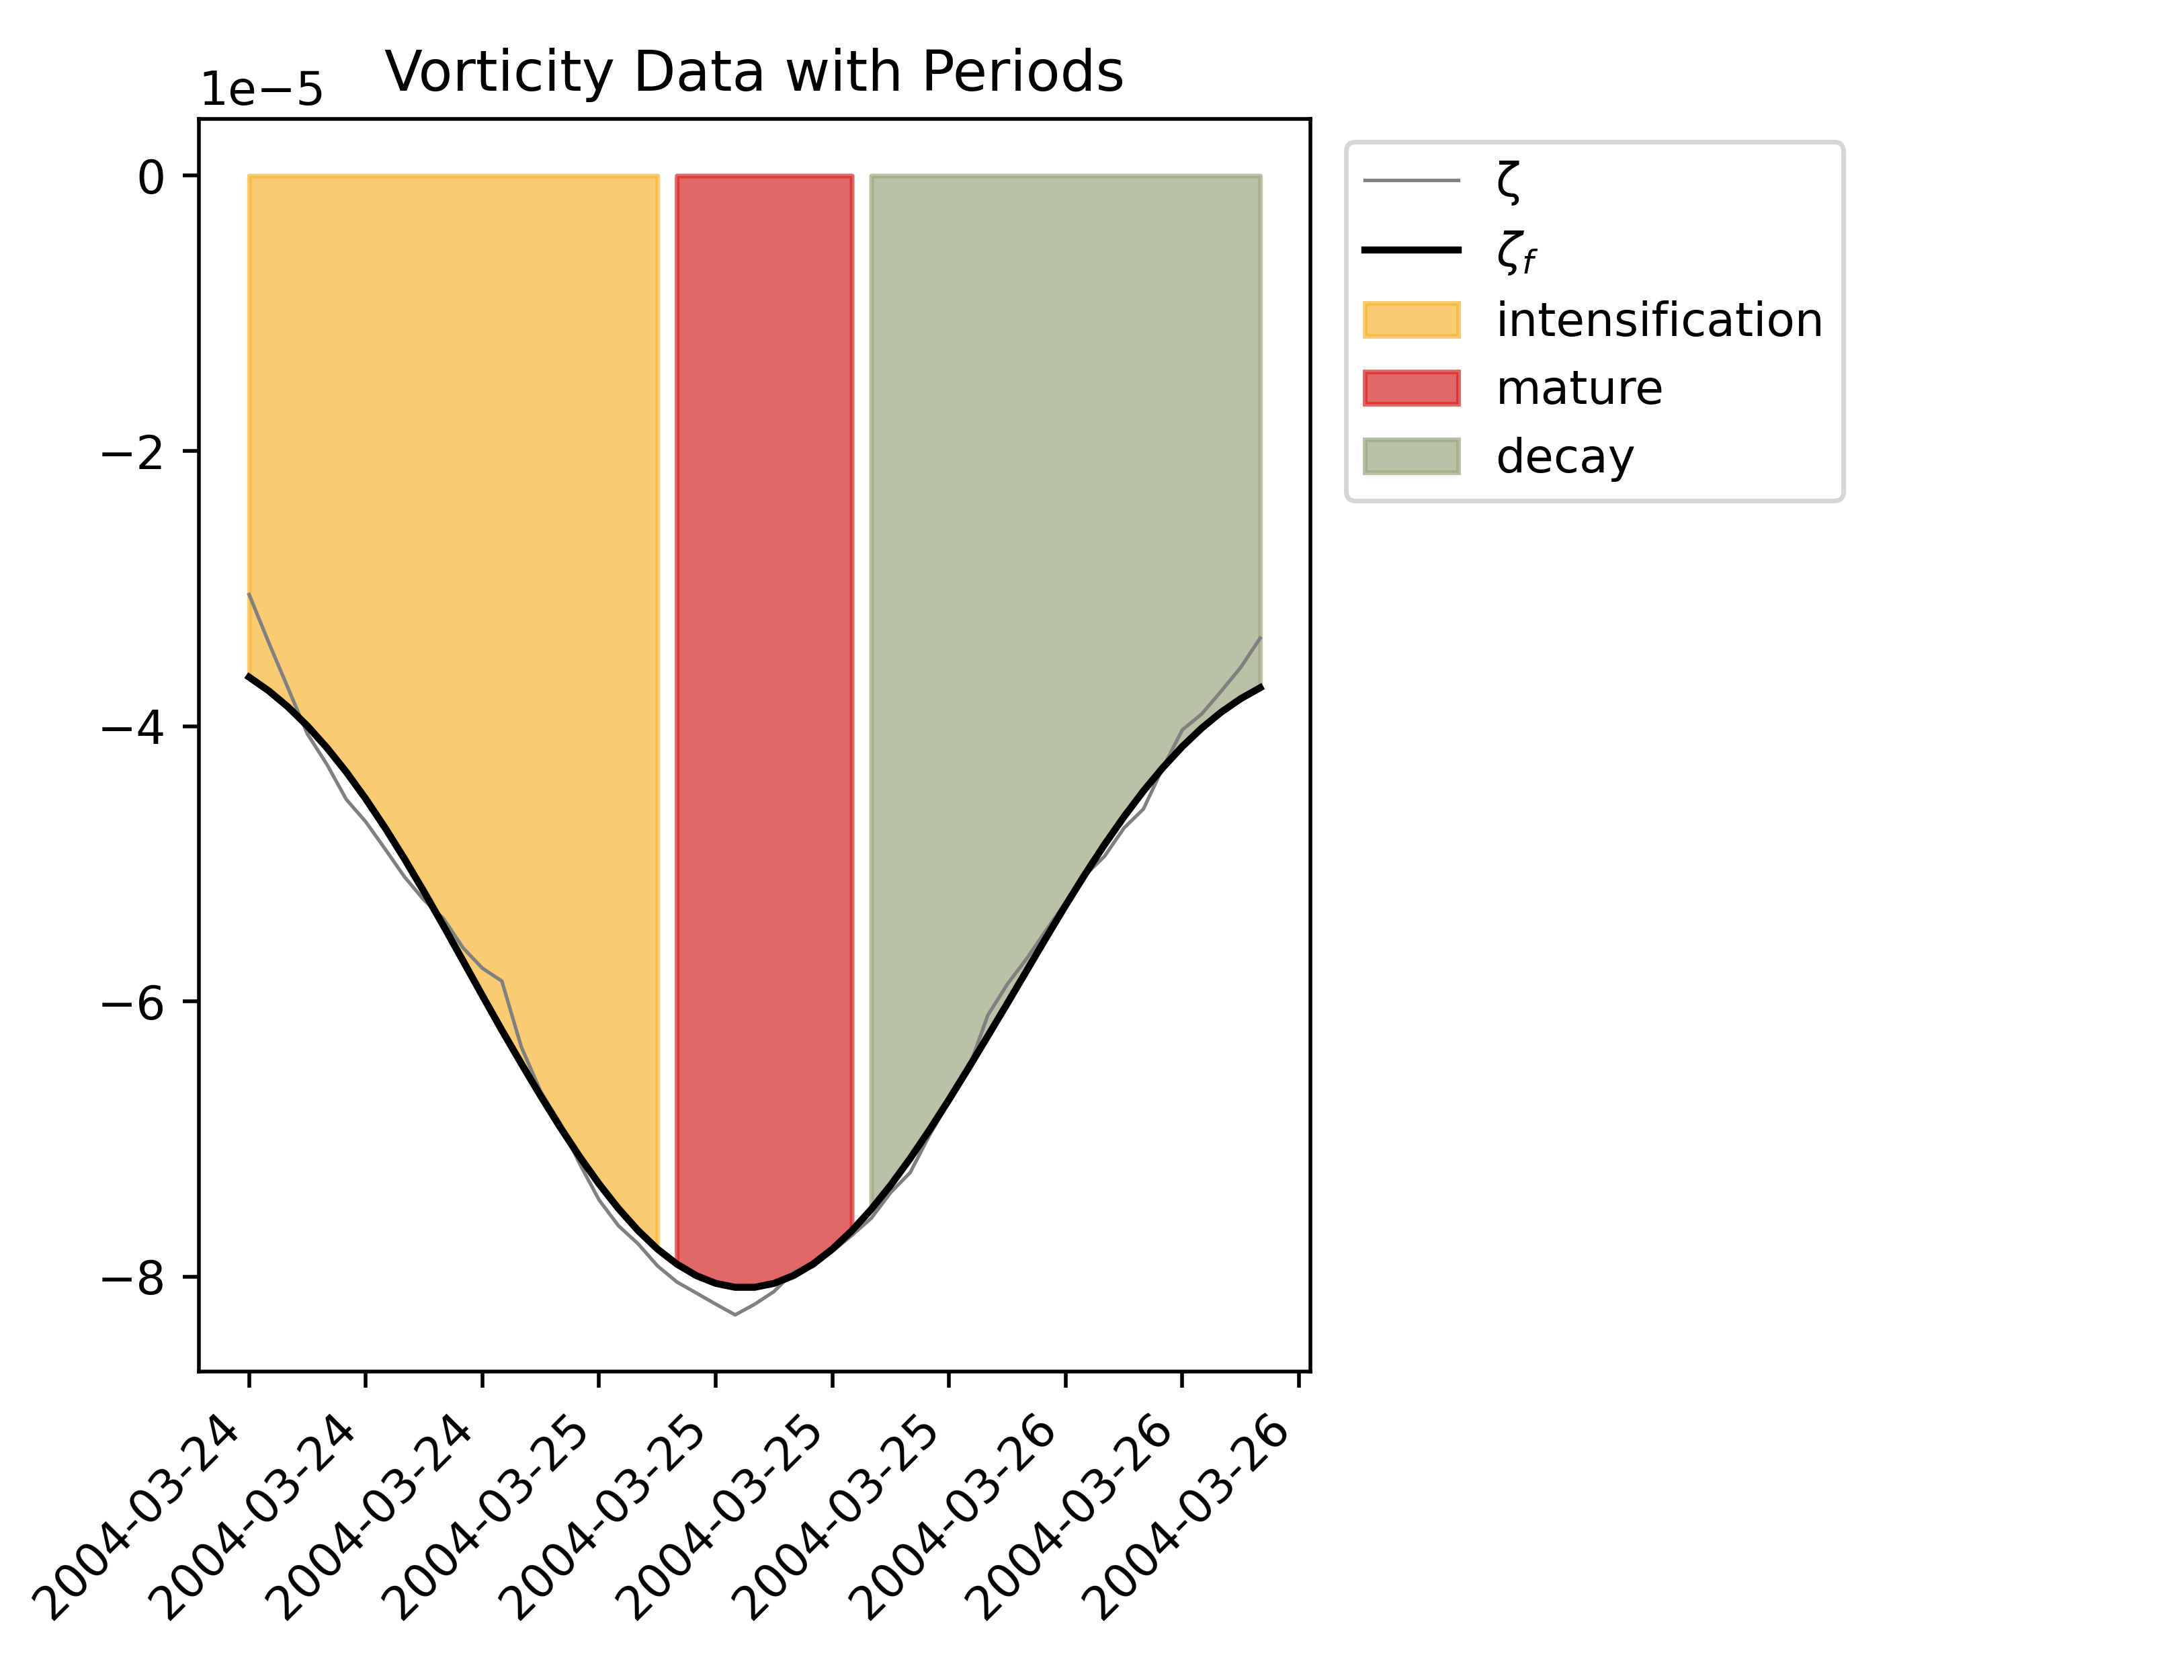 Vorticity Data with Periods
1e−5
0
−2
−4
−6
−8
2004-03-24
2004-03-24
2004-03-24
2004-03-25
2004-03-25
2004-03-25
2004-03-25
2004-03-26
2004-03-26
2004-03-26
ζ
ζf
intensification
mature
decay